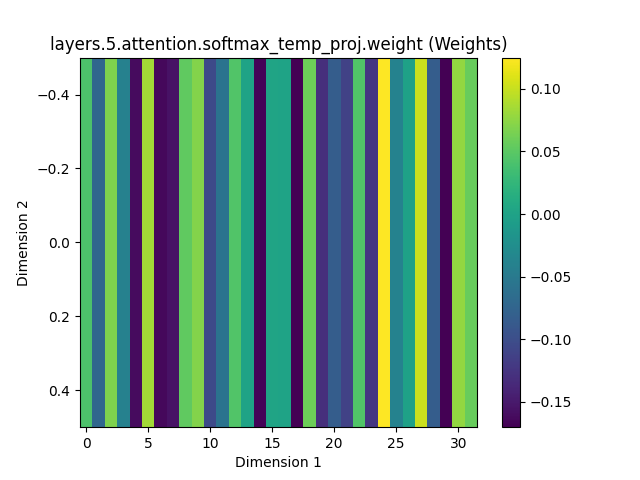 layers.5.attention.softmax_temp_proj.weight (Weights)
−0.4
−0.2
0.0
0.2
0.4
Dimension 2
0 5 10 15 20 25 30
Dimension 1
0.10
0.05
0.00
−0.05
−0.10
−0.15